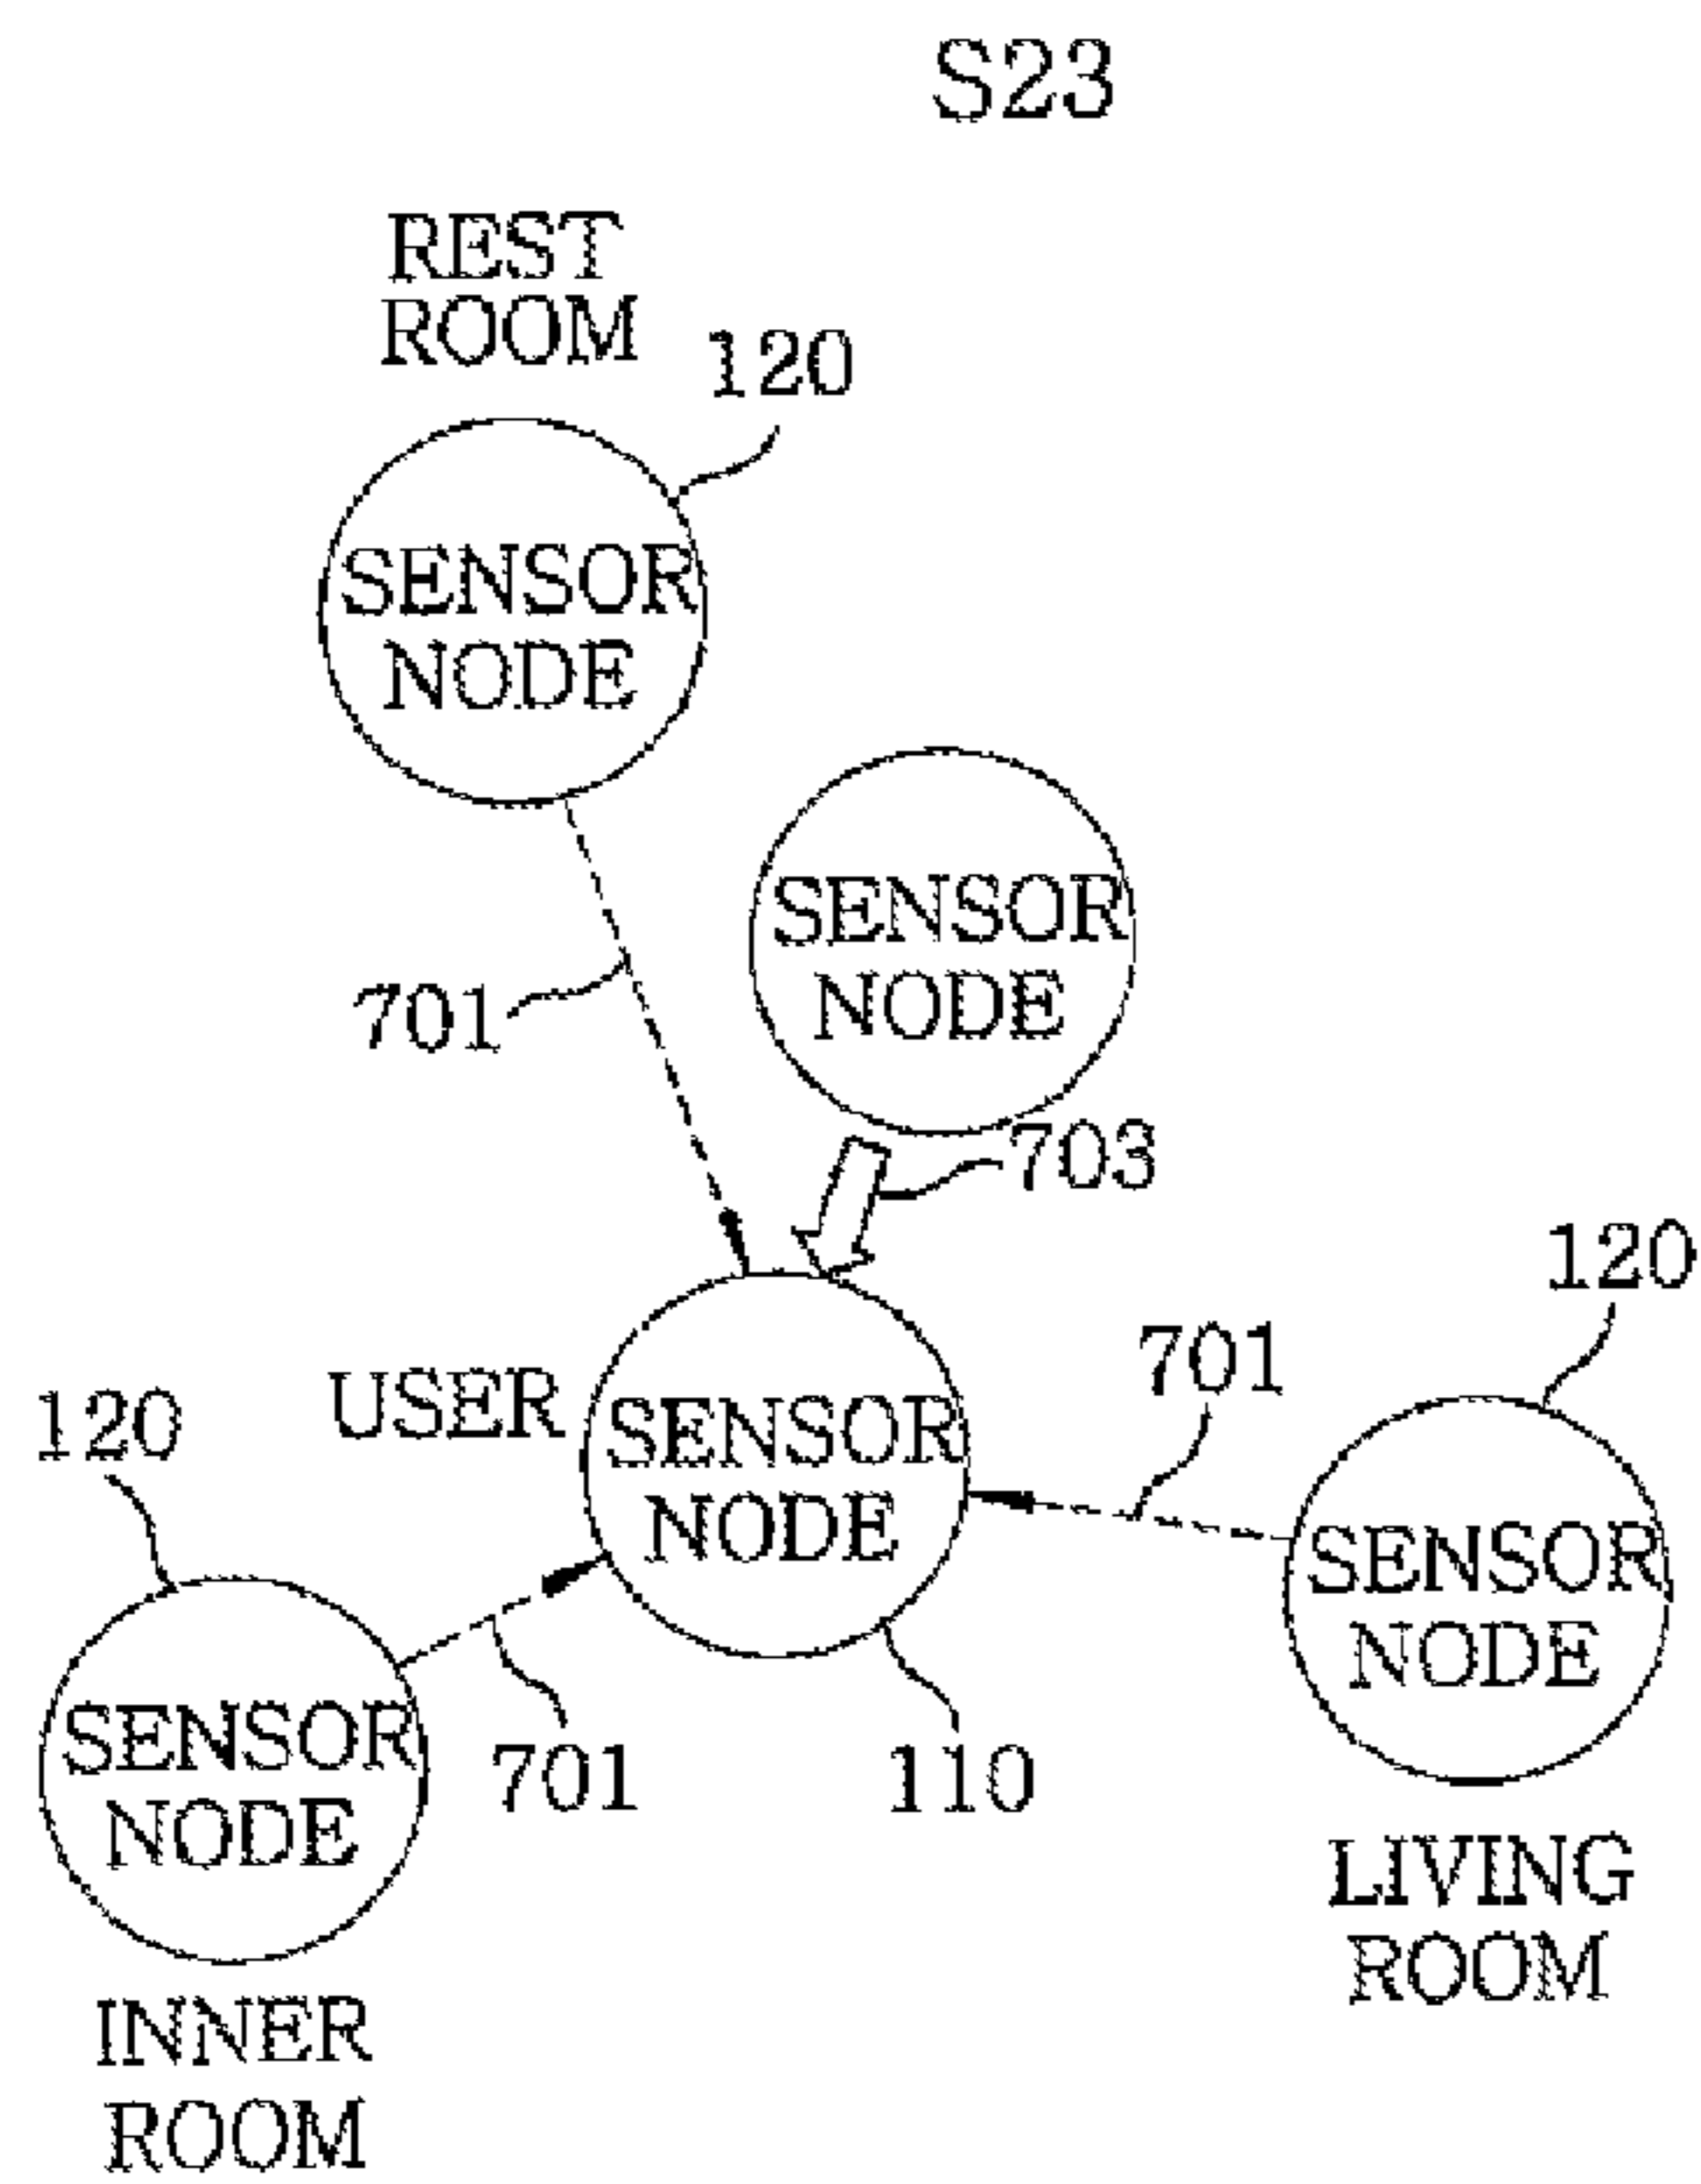 S23
REST
ROOM
120
SENSOR
NODE
SENSOR
NODE
701
703
120
701
USER
120
SENSOR
NODE
SENSOR
NODE
SENSOR
NODE
701
110
LIVING
ROOM
INNER
ROOM